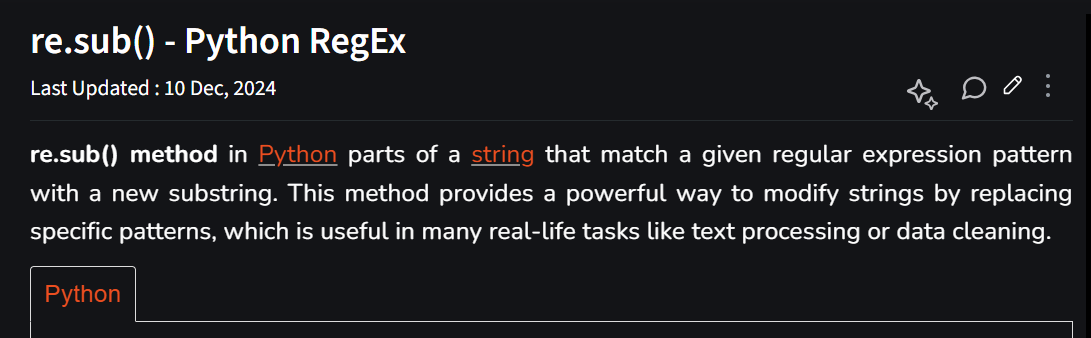 re.sub() - Python RegEx
Last Updated : 10 Dec, 2024
re.sub() method in Python parts of a string that match a given regular expression pattern
with a new substring. This method provides a powerful way to modify strings by replacing
specific patterns, which is useful in many real-life tasks like text processing or data cleaning.
Python